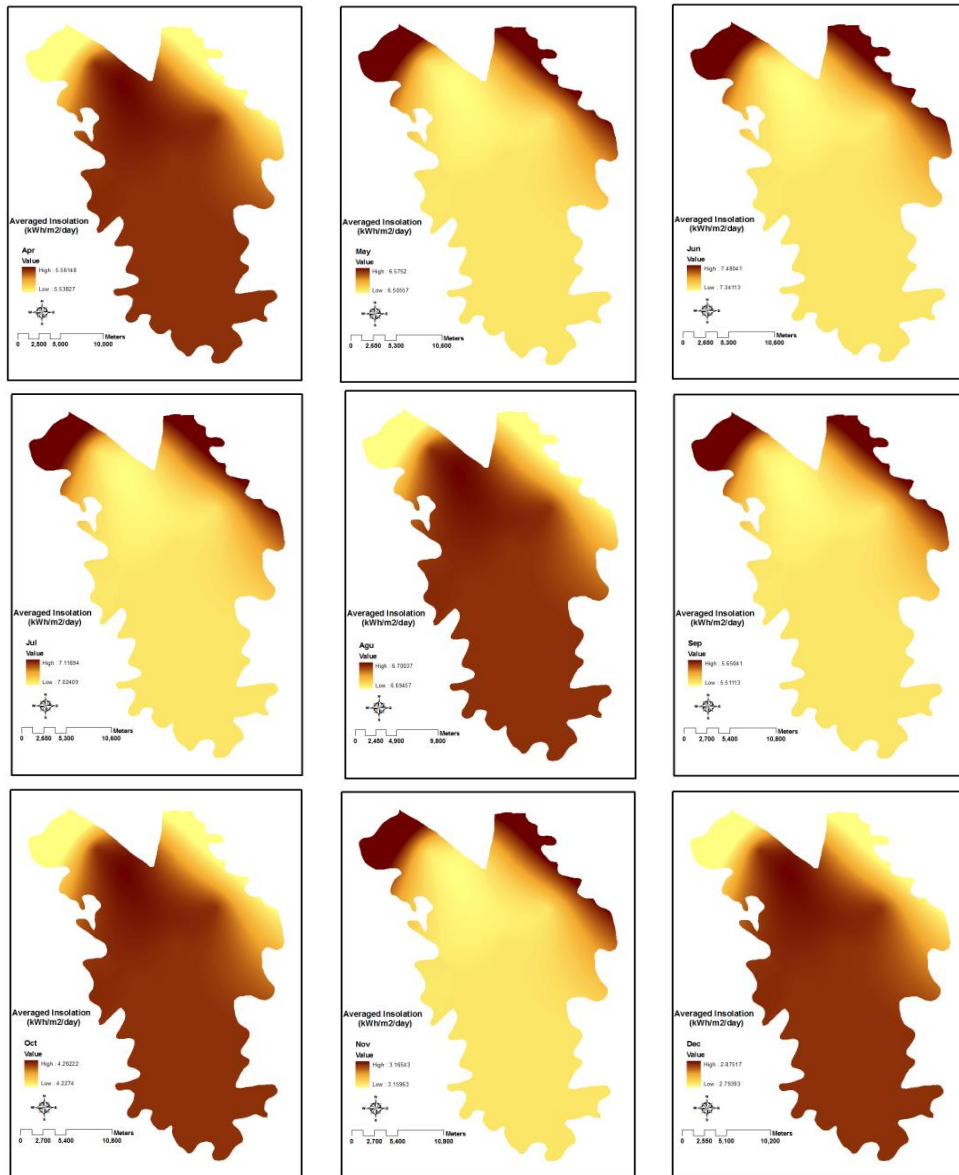 Averaged Insolation
(kWh/m2/day)
Apr
Value
High : 5.58148
Low : 5.53827
N
W E
S
Meters
0 2,500 5,000 10,000
Averaged Insolation
(kWh/m2/day)
May
Value
High : 6.5752
Low : 6.50557
N
W E
S
Meters
0 2,650 5,300 10,600
Averaged Insolation
(kWh/m2/day)
Jun
Value
High : 7.48041
Low : 7.34113
N
W E
S
Meters
0 2,650 5,300 10,600
Averaged Insolation
(kWh/m2/day)
Jul
Value
High : 7.11694
Low : 7.02409
N
W E
S
Meters
0 2,650 5,300 10,600
Averaged Insolation
(kWh/m2/day)
Agu
Value
High : 6.70037
Low : 6.69457
N
W E
S
Meters
0 2,450 4,900 9,800
Averaged Insolation
(kWh/m2/day)
Sep
Value
High : 5.65041
Low : 5.51113
N
W E
S
Meters
0 2,700 5,400 10,800
Averaged Insolation
(kWh/m2/day)
Oct
Value
High : 4.26222
Low : 4.2274
N
W E
S
Meters
0 2,700 5,400 10,800
Averaged Insolation
(kWh/m2/day)
Nov
Value
High : 3.16543
Low : 3.15963
N
W E
S
Meters
0 2,700 5,400 10,800
Averaged Insolation
(kWh/m2/day)
Dec
Value
High : 2.87517
Low : 2.79393
N
W E
S
Meters
0 2,550 5,100 10,200